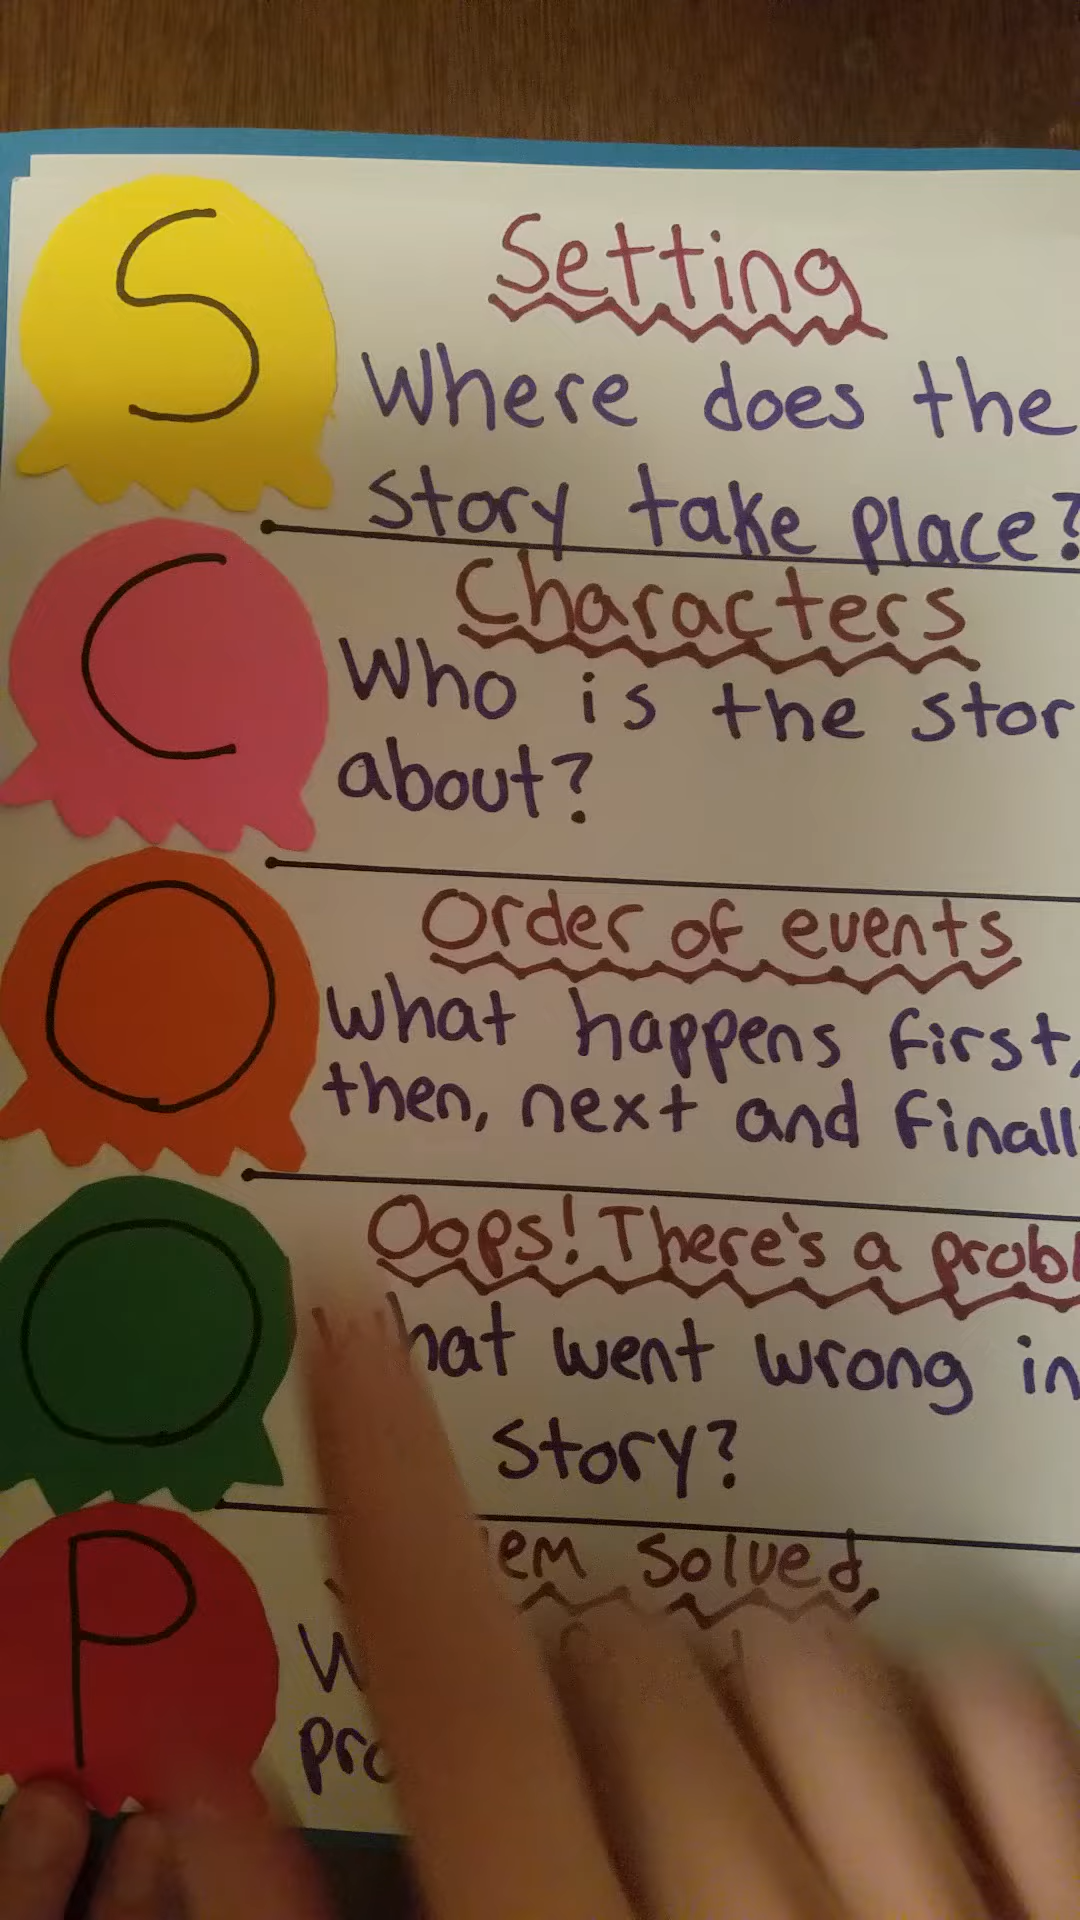 S
Setting
Where does the
story take place?
C
Characters
Who is the stor
about?
O
Order of events
What happens first,
then, next and finall
O
Oops! There's a probl
hat went wrong in
story?
P
em solved